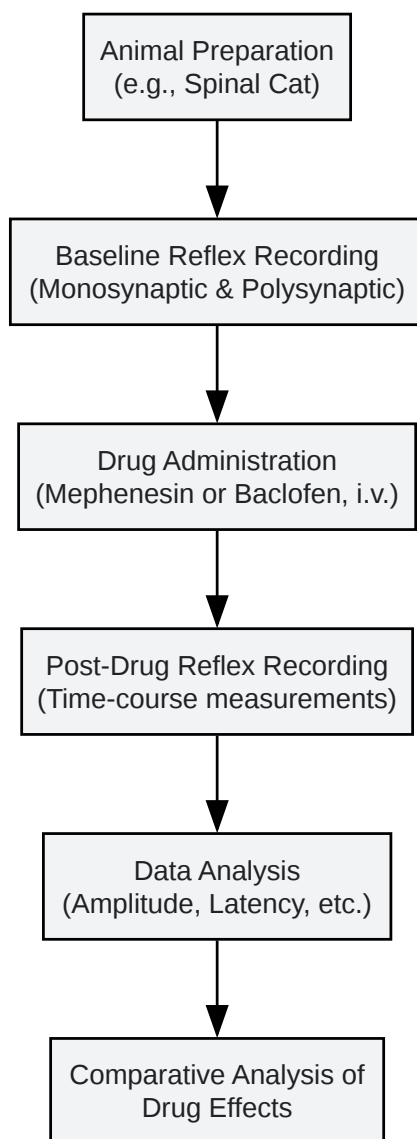 Animal Preparation
(e.g., Spinal Cat)
Baseline Reflex Recording
(Monosynaptic & Polysynaptic)
Drug Administration
(Mephenesin or Baclofen, i.v.)
Post-Drug Reflex Recording
(Time-course measurements)
Data Analysis
(Amplitude, Latency, etc.)
Comparative Analysis of
Drug Effects